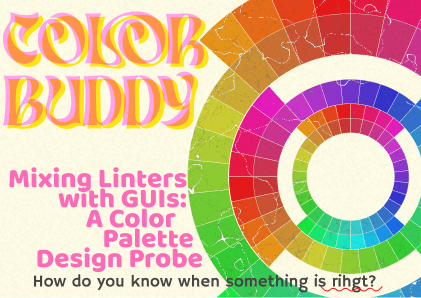 COLOR
BUDDY
Mixing Linters
with GUIs:
A Color
Palette
Design Probe
How do you know when something is rihgt?